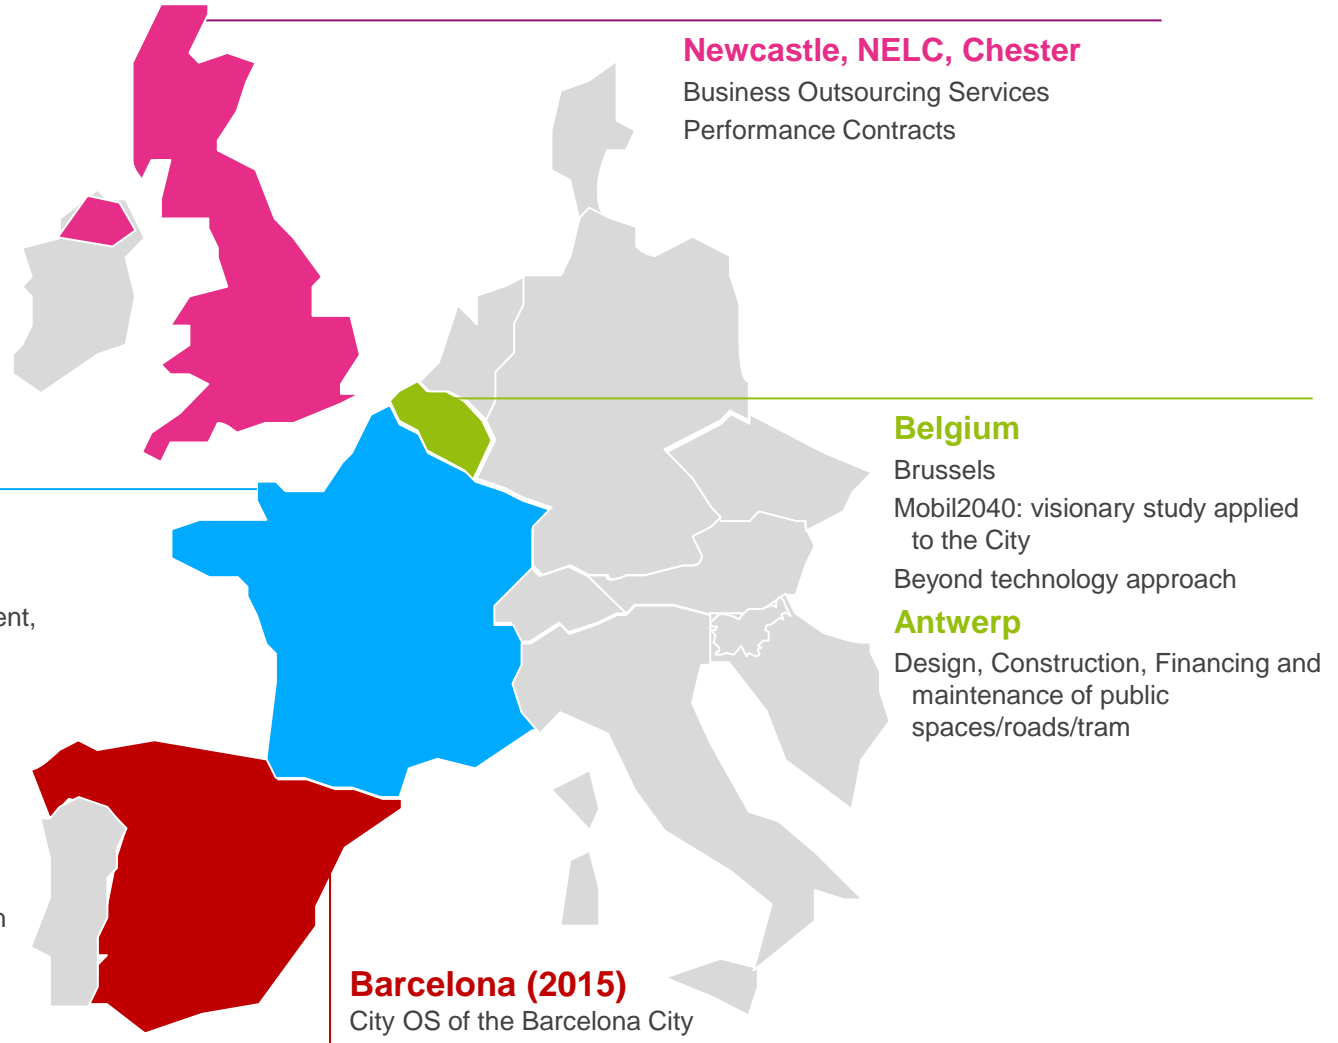 Newcastle, NELC, Chester
Business Outsourcing Services
Performance Contracts
Belgium
Brussels
Mobil2040: visionary study applied
to the City
Beyond technology approach
Antwerp
Design, Construction, Financing and
maintenance of public
spaces/roads/tram
Barcelona (2015)
City OS of the Barcelona City